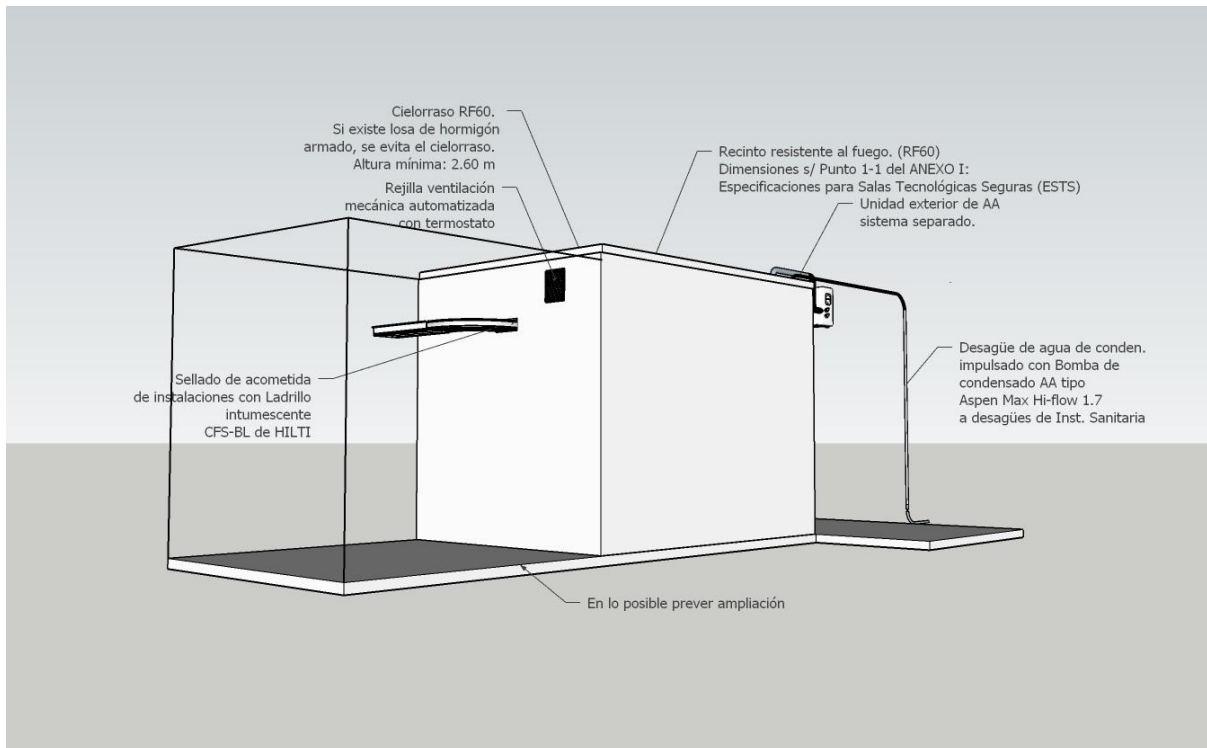 Cielorraso RF60.
Si existe losa de hormigón
armado, se evita el cielorraso.
Altura mínima: 2.60 m
Rejilla ventilación
mecánica automatizada
con termostato
Recinto resistente al fuego. (RF60)
Dimensiones s/ Punto 1-1 del ANEXO I:
Especificaciones para Salas Tecnológicas Seguras (ESTS)
Unidad exterior de AA
sistema separado.
Sellado de acometida
de instalaciones con Ladrillo
intumescente
CFS-BL de HILTI
Desagüe de agua de conden.
impulsado con Bomba de
condensado AA tipo
Aspen Max Hi-flow 1.7
a desagües de Inst. Sanitaria
En lo posible prever ampliación